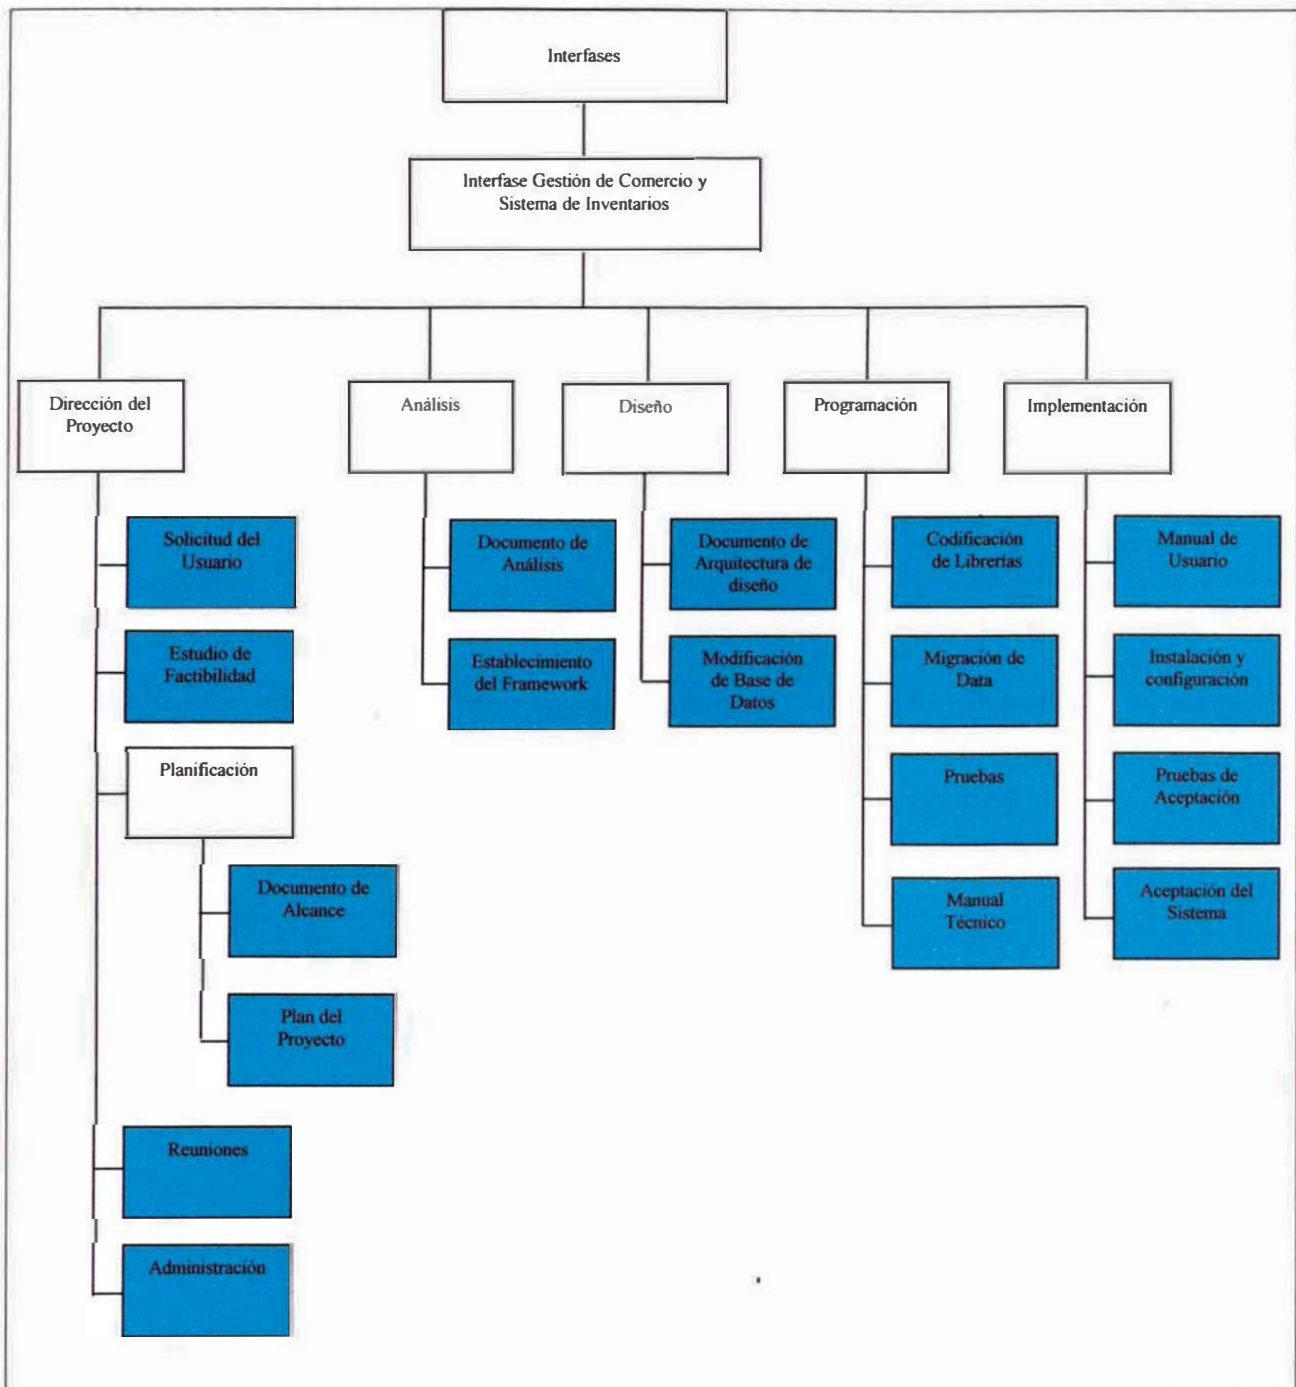 Interfases
Interfase Gestión de Comercio y
Sistema de Inventarios
Dirección del
Proyecto
Análisis
Diseño
Programación
Implementación
Solicitud del
Usuario
Estudio de
Factibilidad
Planificación
Documento de
Alcance
Plan del
Proyecto
Reuniones
Administración
Documento de
Análisis
Establecimiento
del Framework
Documento de
Arquitectura de
diseño
Modificación
de Base de
Datos
Codificación
de Librerías
Migración de
Data
Pruebas
Manual
Técnico
Manual de
Usuario
Instalación y
configuración
Pruebas de
Aceptación
Aceptación del
Sistema